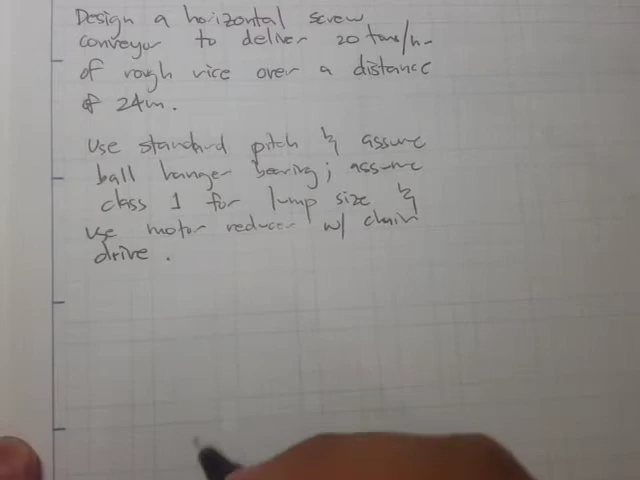 Design a horizontal screw
conveyor to deliver 20 tons/hr
of rough rice over a distance
of 24m.
Use standard pitch & assume
ball hanger bearing; assume
class 1 for lump size &
use motor reducer w/ chain
drive.